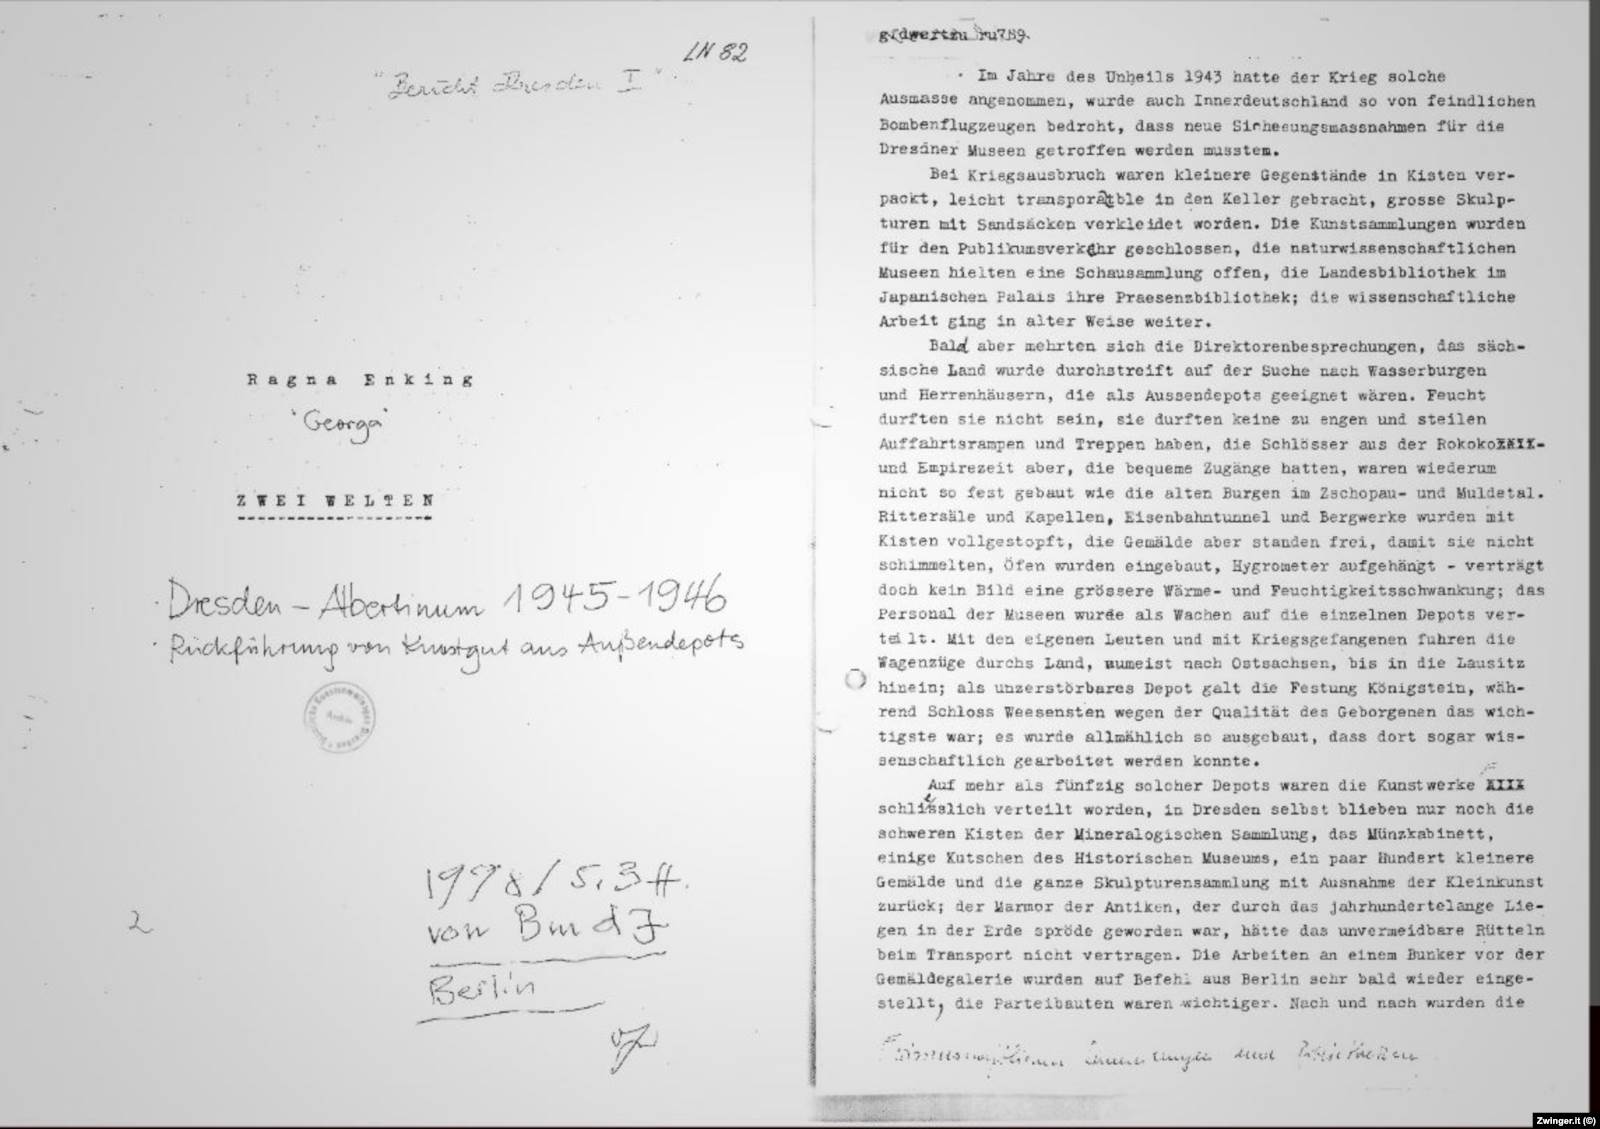 LN 82
"Bericht Dresden I"
Ragna Enking
"Georga"
ZWEI WELTEN
Dresden - Albertinum 1945-1946
Rückführung von Kunstgut aus Außendepots
Archiv
1998/5.3 H.
von BmdJ
Berlin
2
Im Jahre des Unheils 1943 hatte der Krieg solche
Ausmasse angenommen, wurde auch Innerdeutschland so von feindlichen
Bombenflugzeugen bedroht, dass neue Sicheeungsmassnahmen für die
Dresdner Museen getroffen werden mussten.
Bei Kriegsausbruch waren kleinere Gegenstände in Kisten ver-
packt, leicht transporatble in den Keller gebracht, grosse Skulp-
turen mit Sandsäcken verkleidet worden. Die Kunstsammlungen wurden
für den Publikumsverkehr geschlossen, die naturwissenschaftlichen
Museen hielten eine Schausammlung offen, die Landesbibliothek im
Japanischen Palais ihre Praesenzbibliothek; die wissenschaftliche
Arbeit ging in alter Weise weiter.
Bald aber mehrten sich die Direktorenbesprechungen, das säch-
sische Land wurde durchstreift auf der Suche nach Wasserburgen
und Herrenhäusern, die als Aussendepots geeignet wären. Feucht
durften sie nicht sein, sie durften keine zu engen und steilen
Auffahrtsrampen und Treppen haben, die Schlösser aus der Rokoko-
und Empirezeit aber, die bequeme Zugänge hatten, waren wiederum
nicht so fest gebaut wie die alten Burgen im Zschopau- und Muldetal.
Rittersäle und Kapellen, Eisenbahntunnel und Bergwerke wurden mit
Kisten vollgestopft, die Gemälde aber standen frei, damit sie nicht
schimmelten, Öfen wurden eingebaut, Hygrometer aufgehängt - verträgt
doch kein Bild eine grössere Wärme- und Feuchtigkeitsschwankung; das
Personal der Museen wurde als Wachen auf die einzelnen Depots ver-
teilt. Mit den eigenen Leuten und mit Kriegsgefangenen fuhren die
Wagenzüge durchs Land, zumeist nach Ostsachsen, bis in die Lausitz
hinein; als unzerstörbares Depot galt die Festung Königstein, wäh-
rend Schloss Weesensten wegen der Qualität des Geborgenen das wich-
tigste war; es wurde allmählich so ausgebaut, dass dort sogar wis-
senschaftlich gearbeitet werden konnte.
Auf mehr als fünfzig solcher Depots waren die Kunstwerke
schliesslich verteilt worden, in Dresden selbst blieben nur noch die
schweren Kisten der Mineralogischen Sammlung, das Münzkabinett,
einige Kutschen des Historischen Museums, ein paar Hundert kleinere
Gemälde und die ganze Skulpturensammlung mit Ausnahme der Kleinkunst
zurück; der Marmor der Antiken, der durch das jahrhundertelange Lie-
gen in der Erde spröde geworden war, hätte das unvermeidbare Rütteln
beim Transport nicht vertragen. Die Arbeiten an einem Bunker vor der
Gemäldegalerie wurden auf Befehl aus Berlin sehr bald wieder einge-
stellt, die Parteibauten waren wichtiger. Nach und nach wurden die
und
Zwinger.it (©)